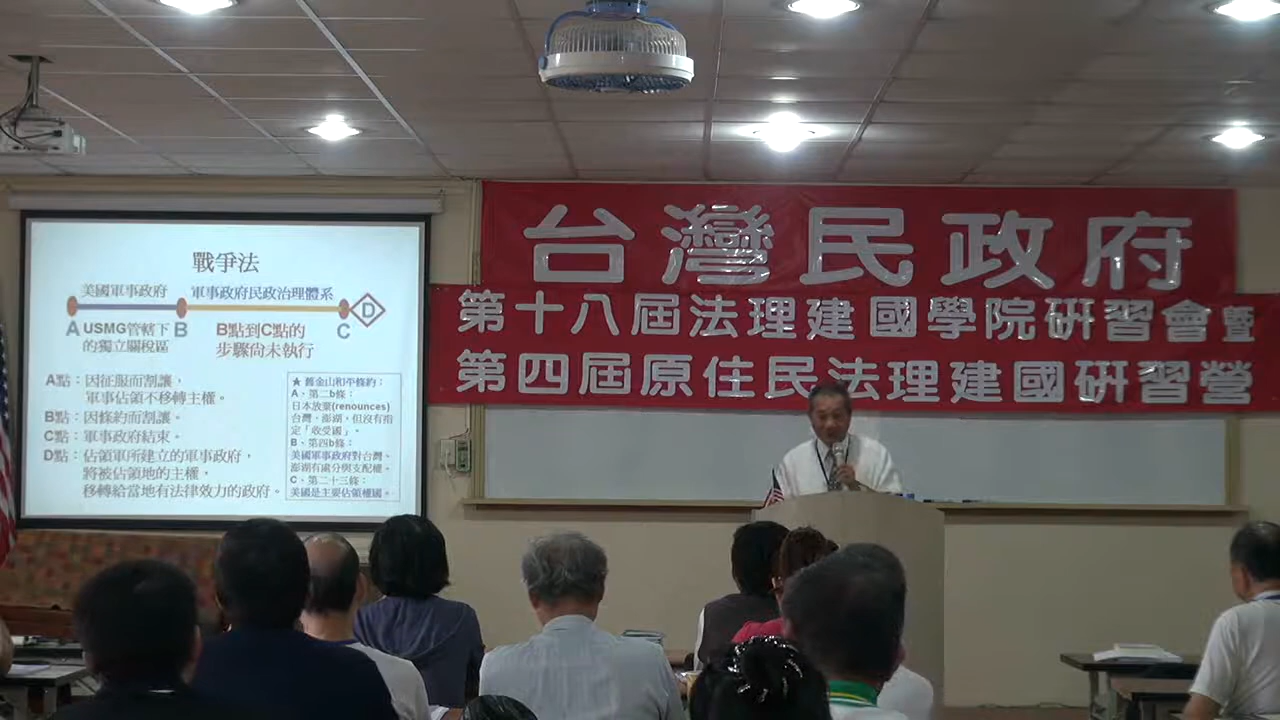 戰爭法
美國軍事政府 軍事政府民政治理體系
A B C D
USMG管轄下
的獨立關稅區
B點到C點的
步驟尚未執行
A點：因征服而割讓，
軍事佔領不移轉主權。
B點：因條約而割讓。
C點：軍事政府結束。
D點：佔領軍所建立的軍事政府，
將被佔領地的主權，
移轉給當地有法律效力的政府。
★ 舊金山和平條約：
A、第二b條：
日本放棄(renounces)
台灣、澎湖，但沒有指
定「收受國」。
B、第四b條：
美國軍事政府對台灣、
澎湖有處分與支配權。
C、第二十三條：
美國是主要佔領權國。
台灣民政府
第十八屆法理建國學院研習會暨
第四屆原住民法理建國研習營